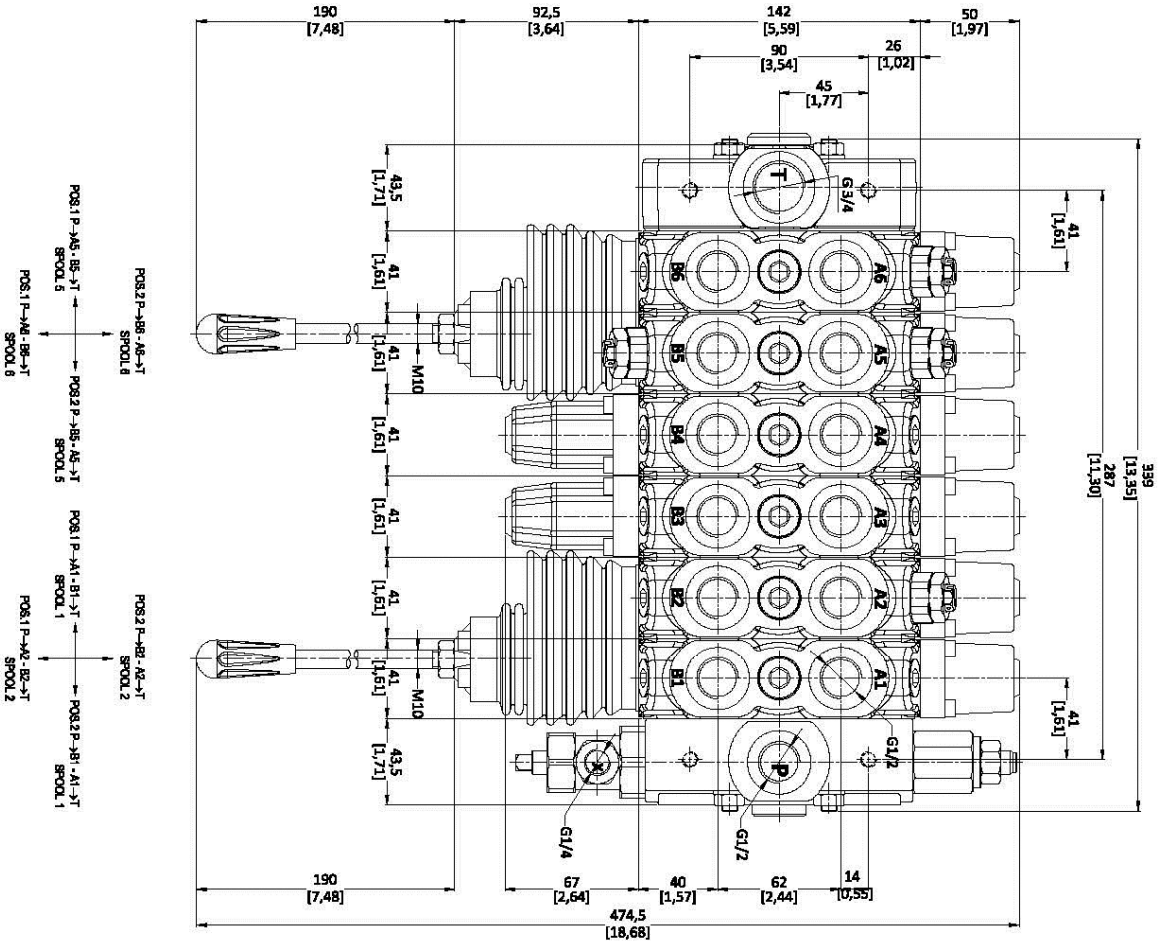 190
[7,48]
92,5
[3,64]
142
[5,59]
50
[1,97]
90
[3,54]
26
[1,02]
45
[1,77]
43,5
[1,71]
T
G 3/4
41
[1,61]
41
[1,61]
B6
A6
41
[1,61]
M10
B5
A5
41
[1,61]
B4
A4
339
[13,35]
287
[11,30]
41
[1,61]
B3
A3
41
[1,61]
B2
A2
41
[1,61]
M10
B1
A1
41
[1,61]
G1/2
43,5
[1,71]
X
P
G1/4
G1/2
POS.1 P→A5 - B5→T
SPOOL 5
POS.2 P→B6 - A6→T
SPOOL 6
POS.1 P→A6 - B6→T
SPOOL 6
POS.2 P→B5 - A5→T
SPOOL 5
POS.1 P→A1 - B1→T
SPOOL 1
POS.2 P→B2 - A2→T
SPOOL 2
POS.1 P→A2 - B2→T
SPOOL 2
POS.2 P→B1 - A1→T
SPOOL 1
190
[7,48]
67
[2,64]
40
[1,57]
62
[2,44]
14
[0,55]
474,5
[18,68]